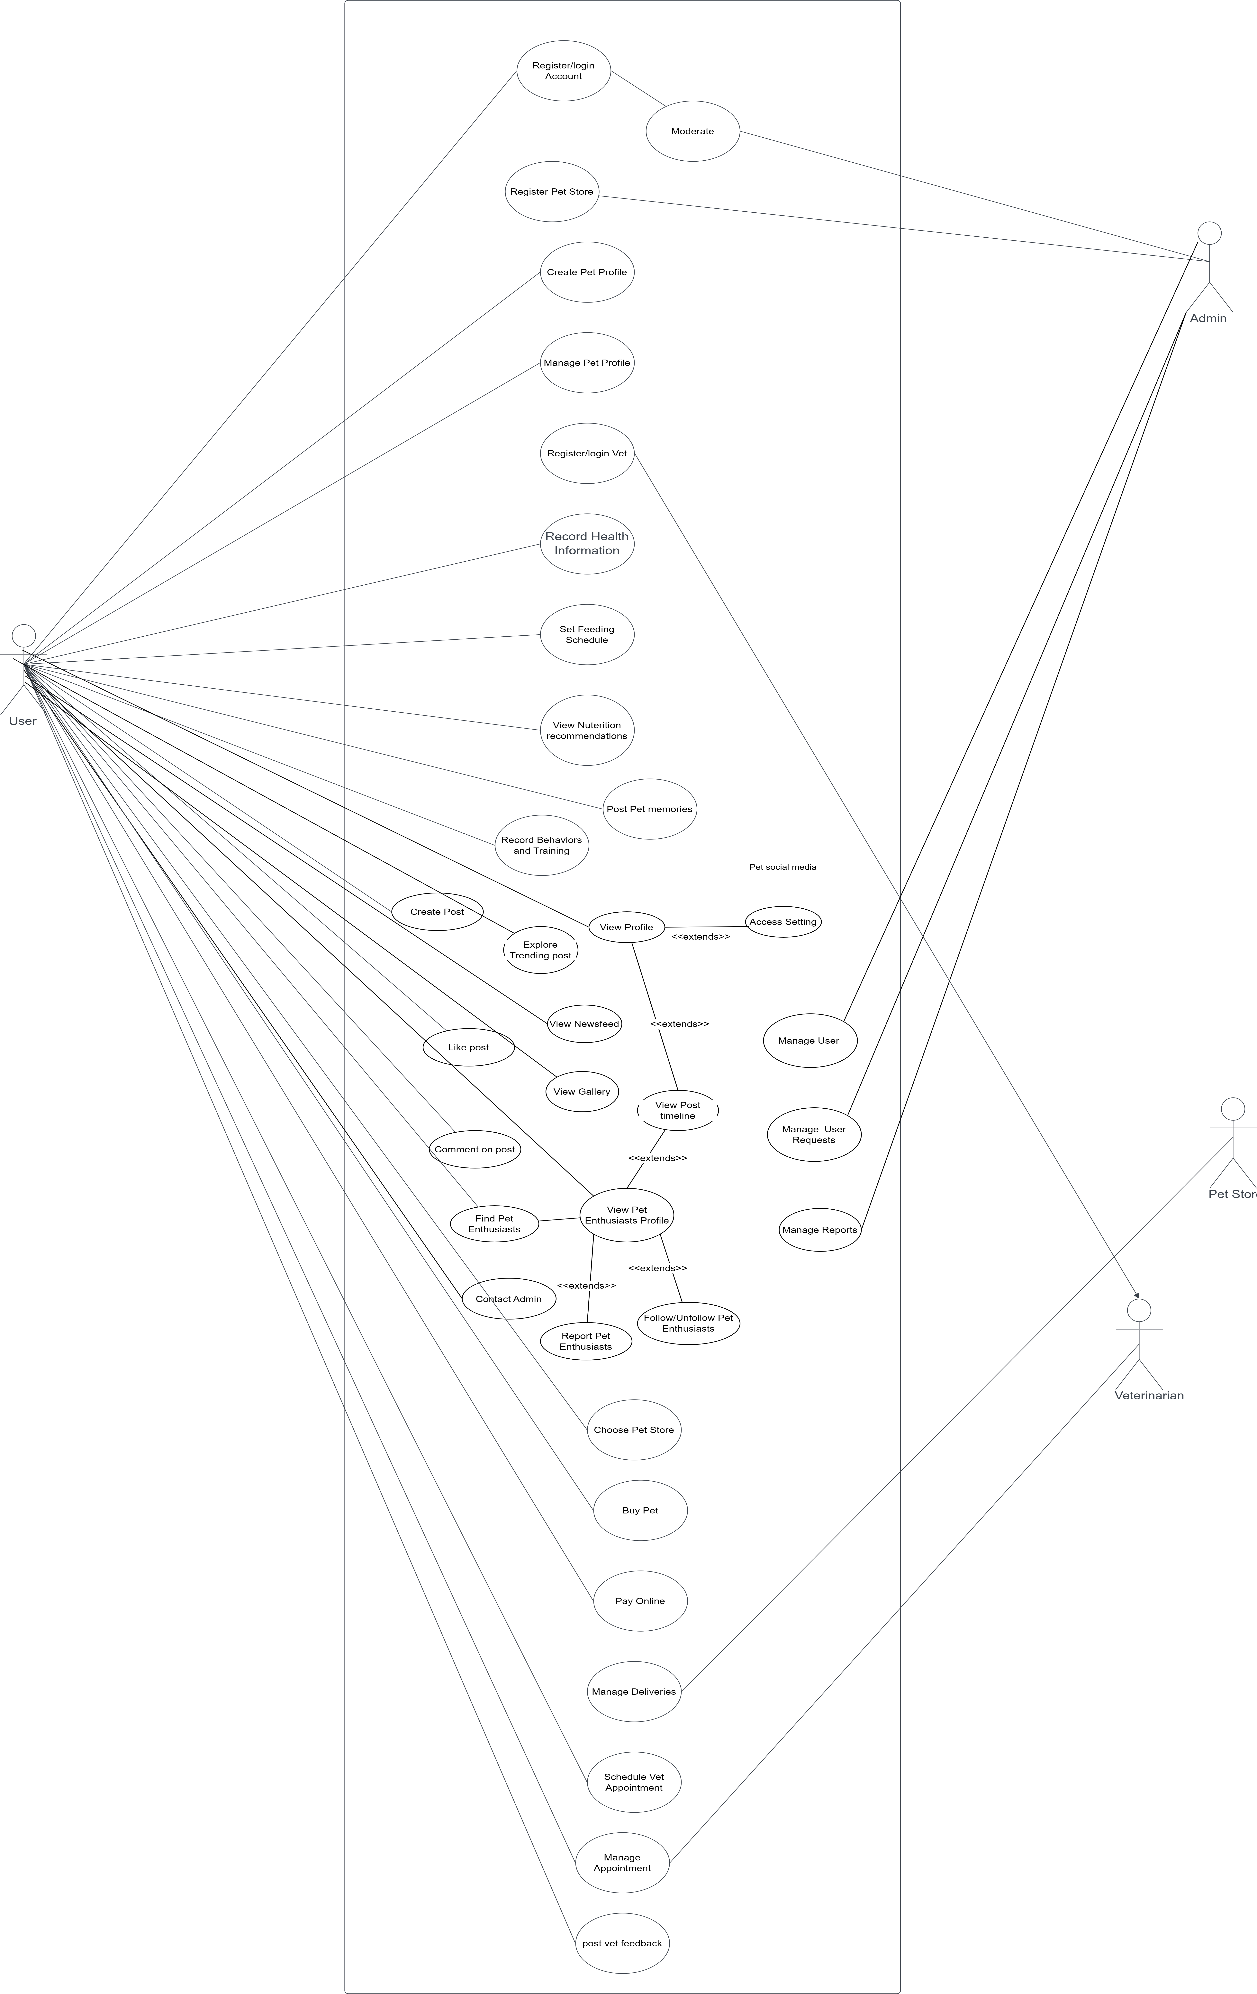 Register/login
Account
Moderate
Register Pet Store
Create Pet Profile
Admin
Manage Pet Profile
Register/login Vet
Record Health
Information
Set Feeding
Schedule
User
View Nuterition
recommendations
Post Pet memories
Record Behaviors
and Training
Pet social media
Create Post
View Profile
Access Setting
<<extends>>
Explore
Trending post
View Newsfeed
<<extends>>
Manage User
Like post
View Gallery
View Post
timeline
Manage User
Requests
Comment on post
<<extends>>
Pet Stor
View Pet
Enthusiasts Profile
Find Pet
Enthusiasts
Manage Reports
<<extends>>
<<extends>>
Contact Admin
Follow/Unfollow Pet
Enthusiasts
Report Pet
Enthusiasts
Veterinarian
Choose Pet Store
Buy Pet
Pay Online
Manage Deliveries
Schedule Vet
Appointment
Manage
Appointment
post vet feedback